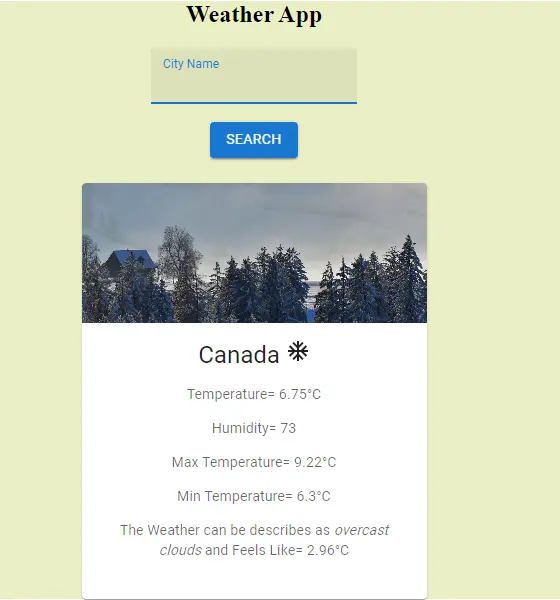 Weather App
City Name
SEARCH
Canada
Temperature= 6.75°C
Humidity= 73
Max Temperature= 9.22°C
Min Temperature= 6.3°C
The Weather can be describes as overcast
clouds and Feels Like= 2.96°C